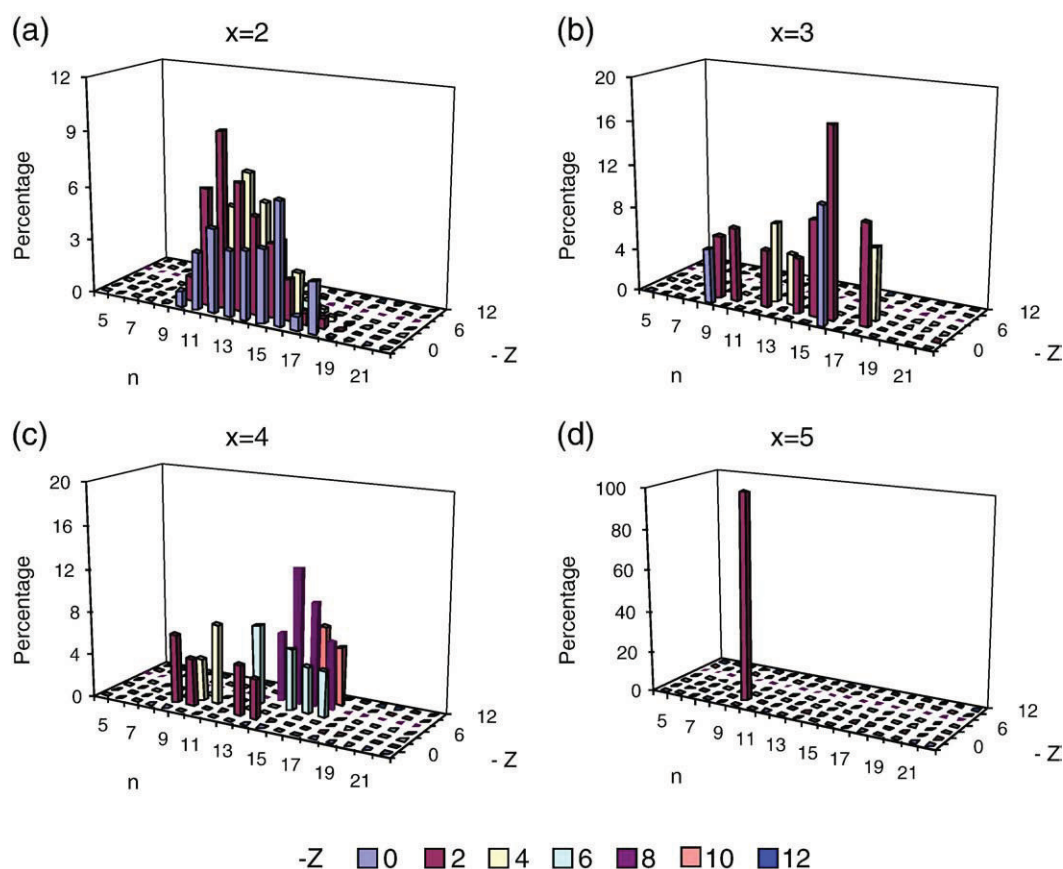 (a) x=2
12
9
6
3
0
Percentage
5 7 9 11 13 15 17 19 21
n
0 6 12
- Z
(b) x=3
20
16
12
8
4
0
Percentage
5 7 9 11 13 15 17 19 21
n
0 6 12
- Z
(c) x=4
20
16
12
8
4
0
Percentage
5 7 9 11 13 15 17 19 21
n
0 6 12
- Z
(d) x=5
100
80
60
40
20
0
Percentage
5 7 9 11 13 15 17 19 21
n
0 6 12
- Z
-Z 0 2 4 6 8 10 12